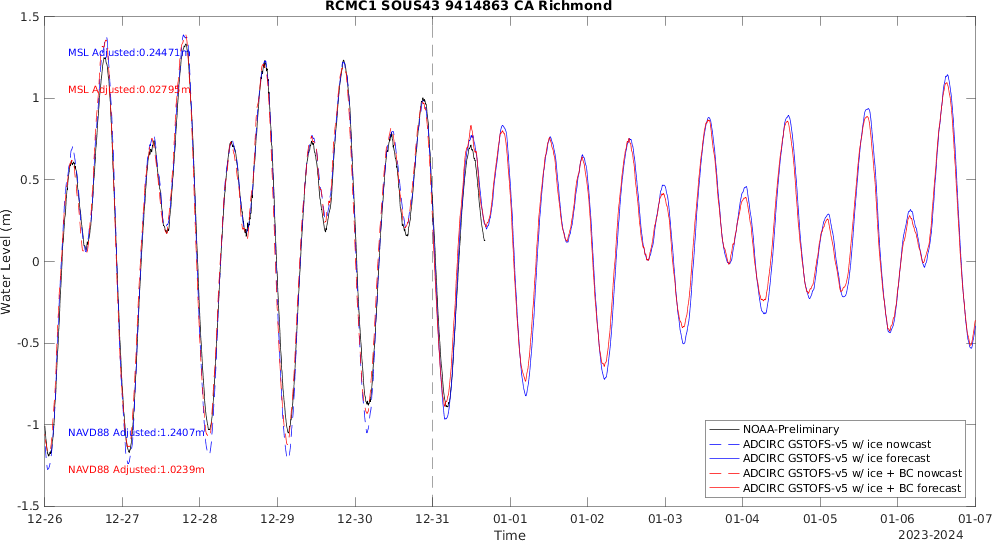 RCMC1 SOUS43 9414863 CA Richmond
1.5
1
0.5
0
-0.5
-1
-1.5
Water Level (m)
MSL Adjusted:0.24471m
MSL Adjusted:0.02795m
NAVD88 Adjusted:1.2407m
NAVD88 Adjusted:1.0239m
NOAA-Preliminary
ADCIRC GSTOFS-v5 w/ ice nowcast
ADCIRC GSTOFS-v5 w/ ice forecast
ADCIRC GSTOFS-v5 w/ ice + BC nowcast
ADCIRC GSTOFS-v5 w/ ice + BC forecast
12-26 12-27 12-28 12-29 12-30 12-31 01-01 01-02 01-03 01-04 01-05 01-06 01-07
Time
2023-2024